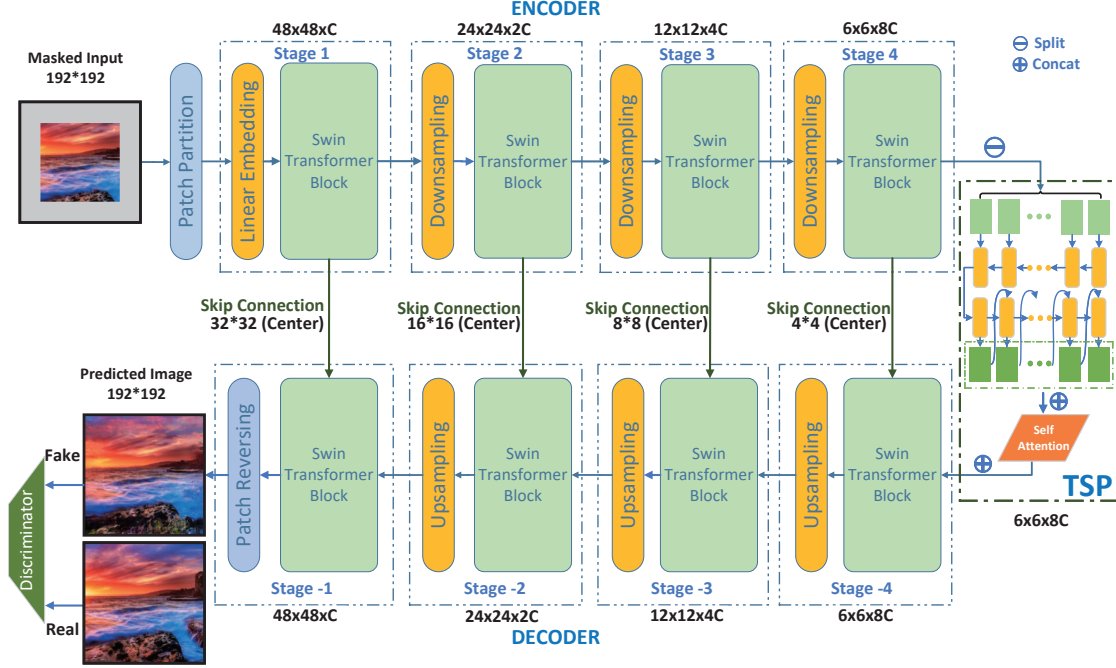 ENCODER
48x48xC
24x24x2C
12x12x4C
6x6x8C
Stage 1
Stage 2
Stage 3
Stage 4
Split
Concat
Masked Input
192*192
Patch Partition
Linear Embedding
Swin
Transformer
Block
Downsampling
Swin
Transformer
Block
Downsampling
Swin
Transformer
Block
Downsampling
Swin
Transformer
Block
Skip Connection
32*32 (Center)
Skip Connection
16*16 (Center)
Skip Connection
8*8 (Center)
Skip Connection
4*4 (Center)
Predicted Image
192*192
Fake
Real
Discriminator
Patch Reversing
Swin
Transformer
Block
Upsampling
Swin
Transformer
Block
Upsampling
Swin
Transformer
Block
Upsampling
Swin
Transformer
Block
Self
Attention
TSP
6x6x8C
Stage -1
Stage -2
Stage -3
Stage -4
48x48xC
24x24x2C
12x12x4C
6x6x8C
DECODER